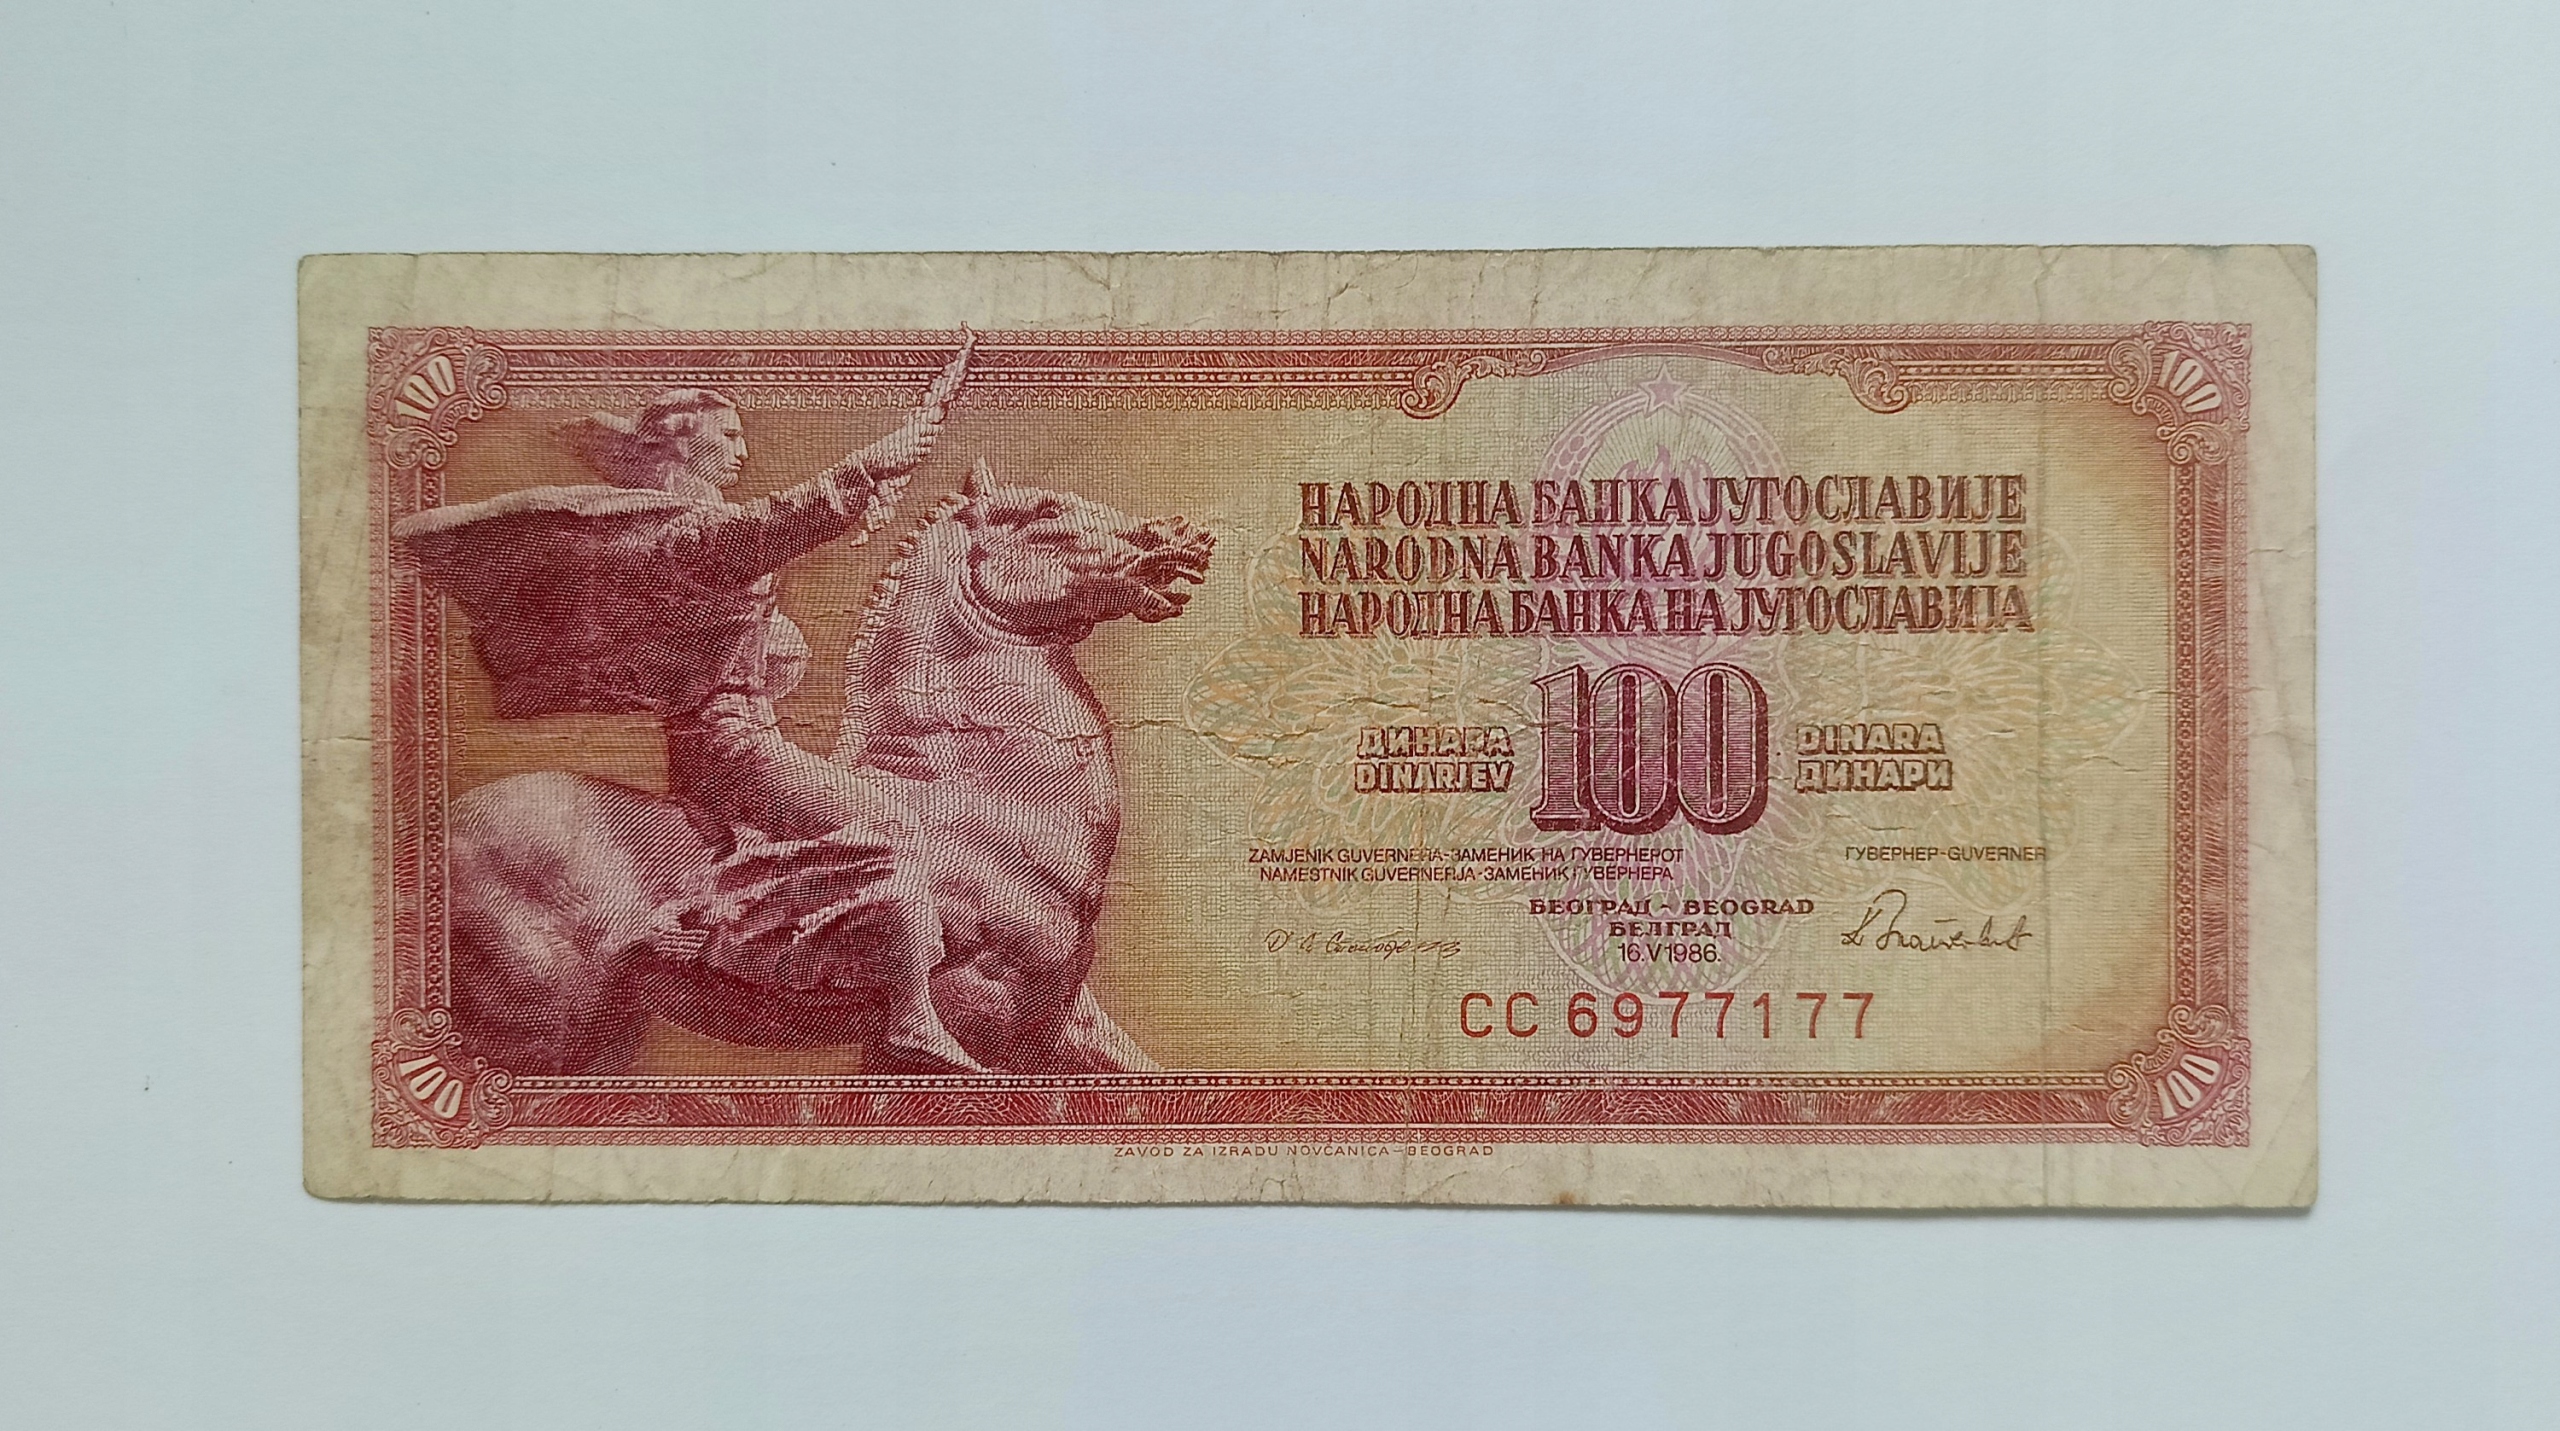 100
100
НАРОДНА БАНКА ЈУГОСЛАВИЈЕ
NARODNA BANKA JUGOSLAVIJE
НАРОДНА БАНКА НА ЈУГОСЛАВИЈА
ДИНАРА 100 DINARA
DINARJEV ДИНАРИ
ZAMJENIK GUVERNERA-ЗАМЕНИК НА ГУВЕРНЕРОТ ГУВЕРНЕР-GUVERNER
NAMESTNIK GUVERNERJA-ЗАМЕНИК ГУВЕРНЕРА
БЕОГРАД - BEOGRAD
БЕЛГРАД
16.V1986.
CC 6977177
100
100
ZAVOD ZA IZRADU NOVČANICA-BEOGRAD